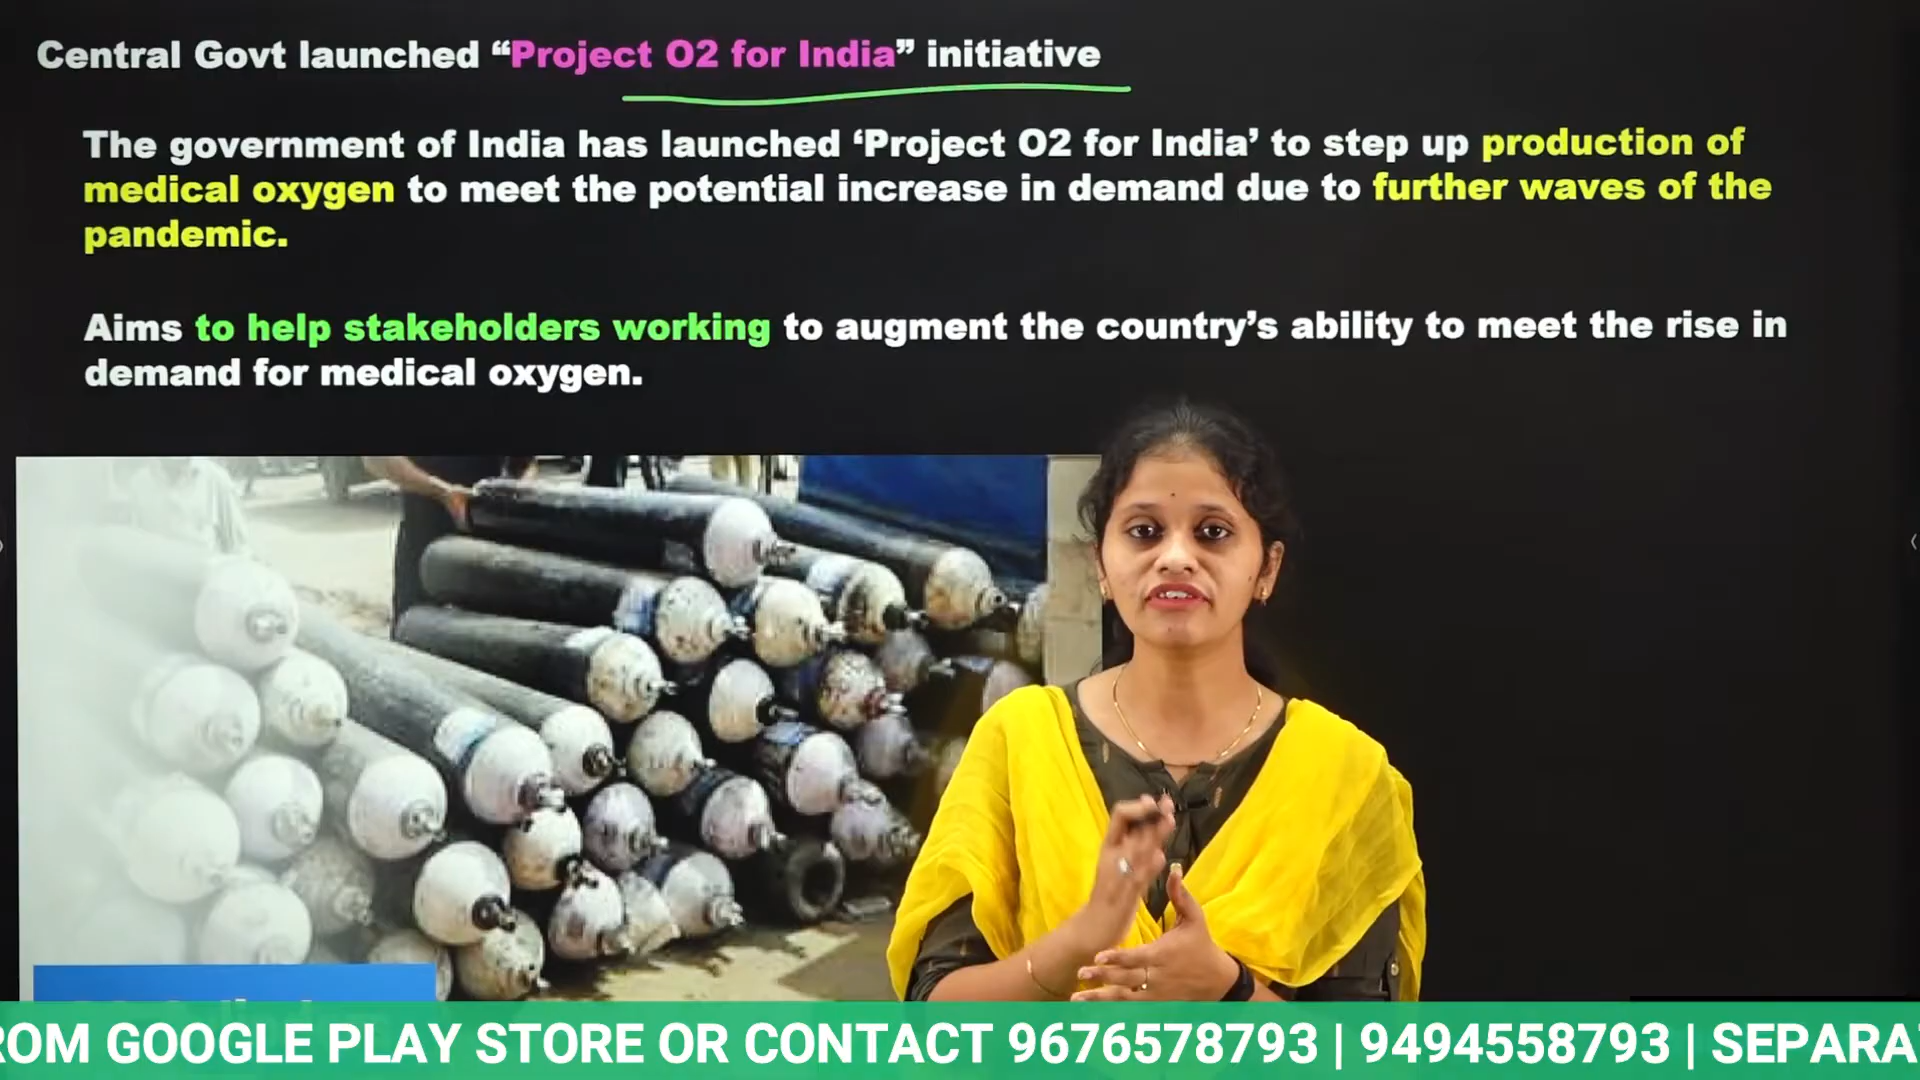 Central Govt launched “Project O2 for India” initiative
The government of India has launched ‘Project O2 for India’ to step up production of
medical oxygen to meet the potential increase in demand due to further waves of the
pandemic.
Aims to help stakeholders working to augment the country’s ability to meet the rise in
demand for medical oxygen.
ROM GOOGLE PLAY STORE OR CONTACT 9676578793 | 9494558793 | SEPARA